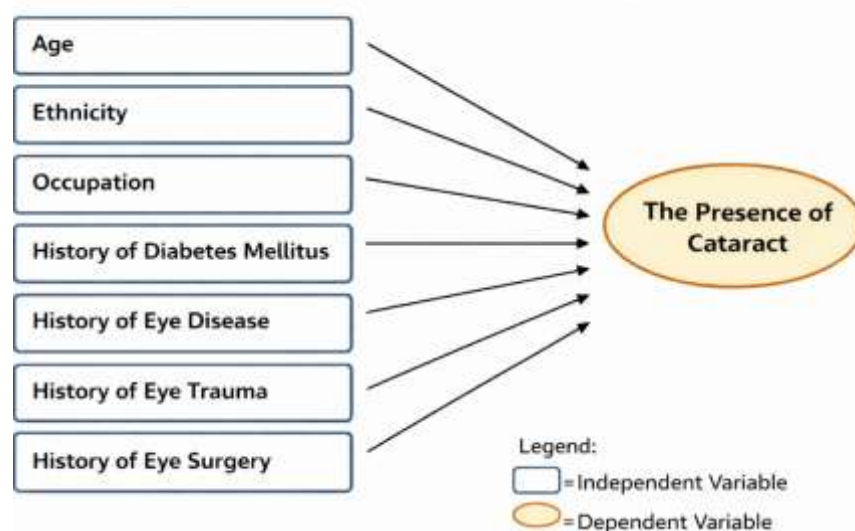 Age
Ethnicity
Occupation
History of Diabetes Mellitus
History of Eye Disease
History of Eye Trauma
History of Eye Surgery
The Presence of
Cataract
Legend:
=Independent Variable
=Dependent Variable